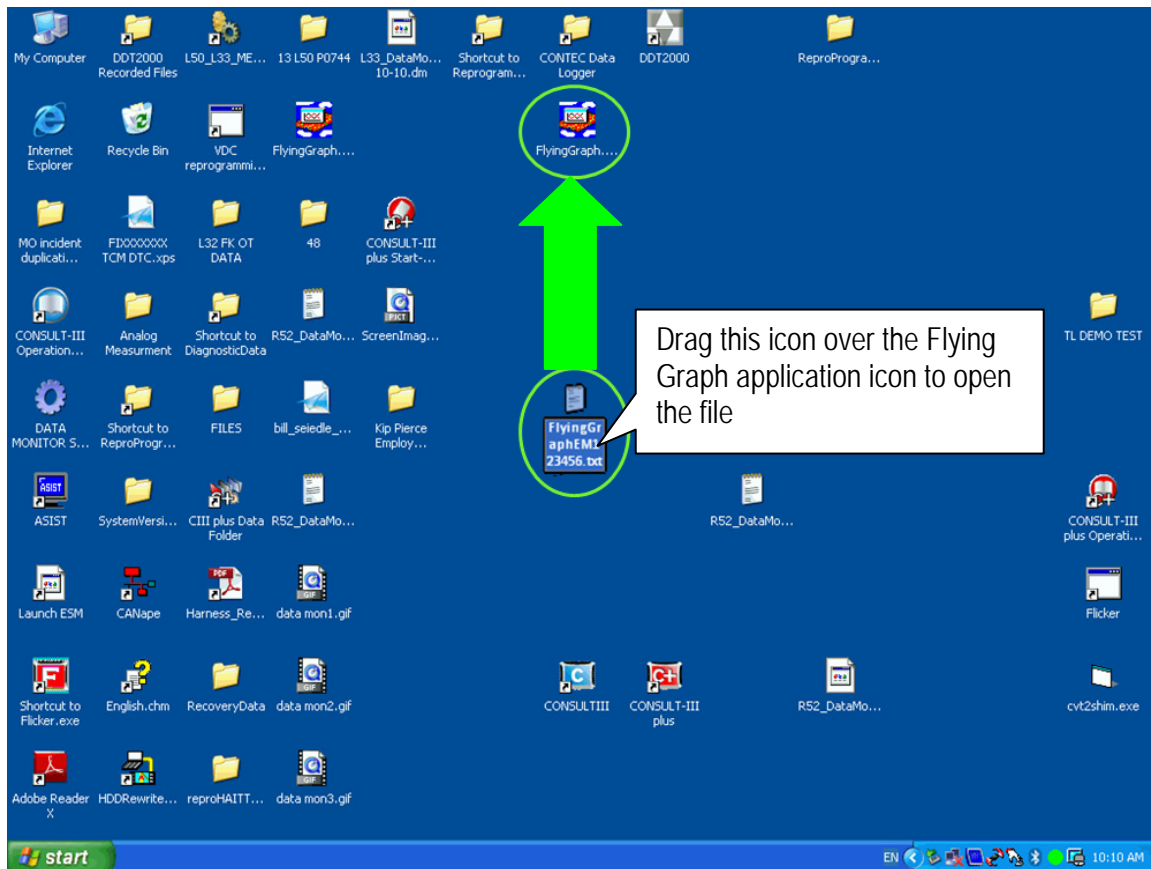 My Computer
DDT2000
Recorded Files
L50_L33_ME...
13 L50 P0744
L33_DataMo...
10-10.dm
Shortcut to
Reprogram...
CONTEC Data
Logger
DDT2000
ReproProgra...
Internet
Explorer
Recycle Bin
VDC
reprogrammi...
FlyingGraph....
FlyingGraph....
MO incident
duplicati...
FIXXXXXXX
TCM DTC.xps
L32 FK OT
DATA
48
CONSULT-III
plus Start-...
CONSULT-III
Operation...
Analog
Measurment
Shortcut to
DiagnosticData
R52_DataMo...
PICT
ScreenImag...
Drag this icon over the Flying
Graph application icon to open
the file
TL DEMO TEST
DATA
MONITOR S...
Shortcut to
ReproProgr...
FILES
bill_seiedle_...
Kip Pierce
Employ...
FlyingGr
aphEM1
23456.txt
ASIST
ASIST
SystemVersi...
CIII plus Data
Folder
R52_DataMo...
R52_DataMo...
CONSULT-III
plus Operati...
Launch ESM
CANape
PDF
Harness_Re...
GIF
data mon1.gif
Flicker
F
Shortcut to
Flicker.exe
English.chm
RecoveryData
GIF
data mon2.gif
C
CONSULTIII
C+
CONSULT-III
plus
R52_DataMo...
cvt2shim.exe
Adobe Reader
X
HDDRewrite...
reproHAITT...
GIF
data mon3.gif
start
EN
10:10 AM